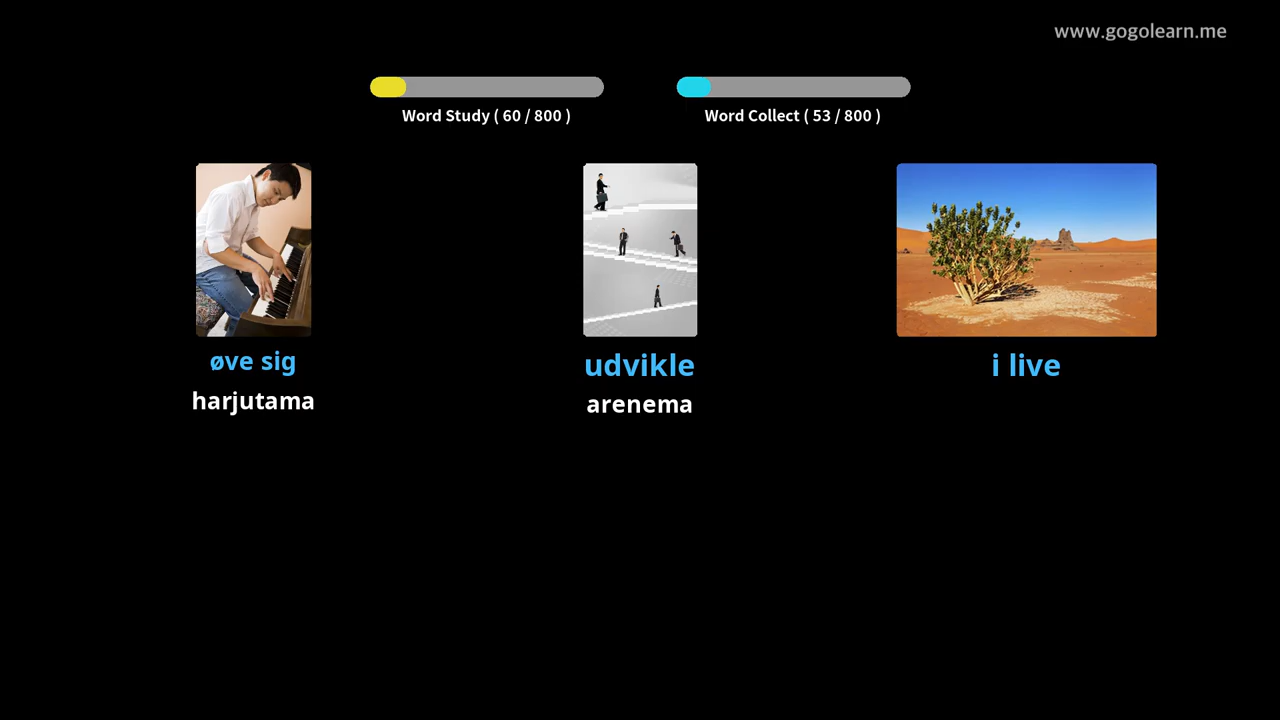 www.gogolearn.me
Word Study ( 60 / 800 )
Word Collect ( 53 / 800 )
øve sig
udvikle
i live
harjutama
arenema